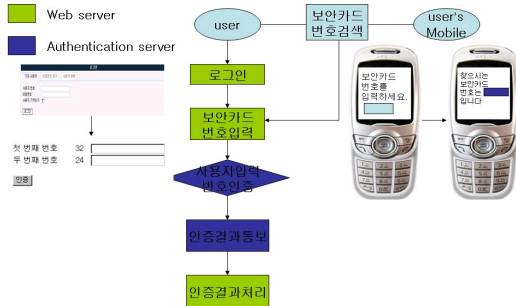 Web server
Authentication server
user
보안카드
번호검색
user's
Mobile
로그인
보안카드
번호입력
사용자입력
번호인증
인증결과통보
인증결과처리
첫 번째 번호 32
두 번째 번호 24
인증
보안카드
번호를
입력하세요.
찾으시는
보안카드
번호는
입니다